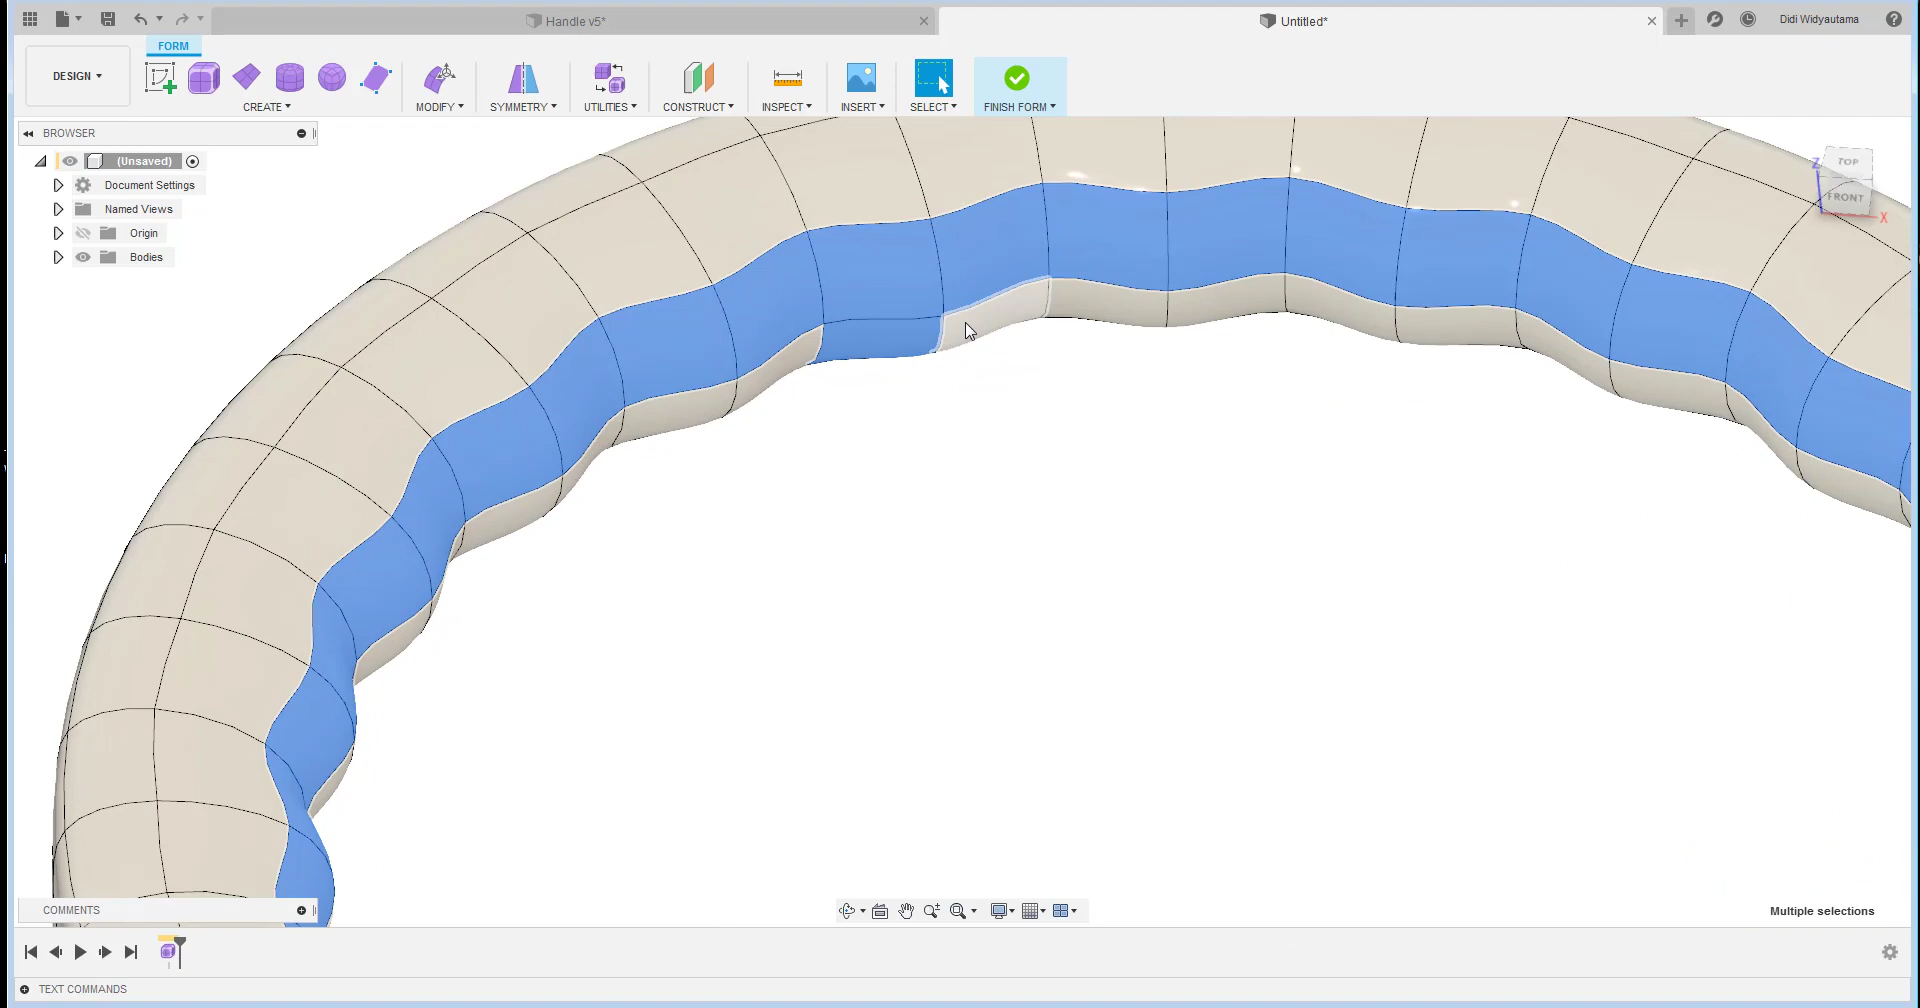 Handle v5*
Untitled*
Didi Widyautama
FORM
DESIGN
CREATE
MODIFY
SYMMETRY
UTILITIES
CONSTRUCT
INSPECT
INSERT
SELECT
FINISH FORM
BROWSER
(Unsaved)
Document Settings
Named Views
Origin
Bodies
TOP
Z
FRONT
X
COMMENTS
Multiple selections
TEXT COMMANDS